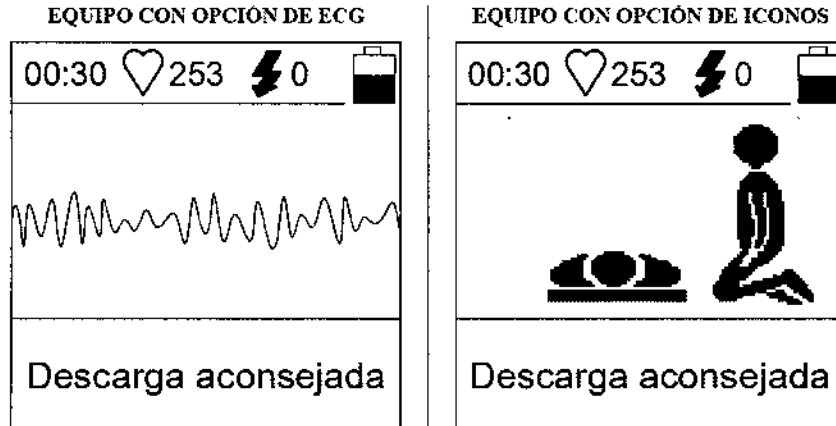 EQUIPO CON OPCIÓN DE ECG
00:30 253 0
Descarga aconsejada
EQUIPO CON OPCIÓN DE ICONOS
00:30 253 0
Descarga aconsejada